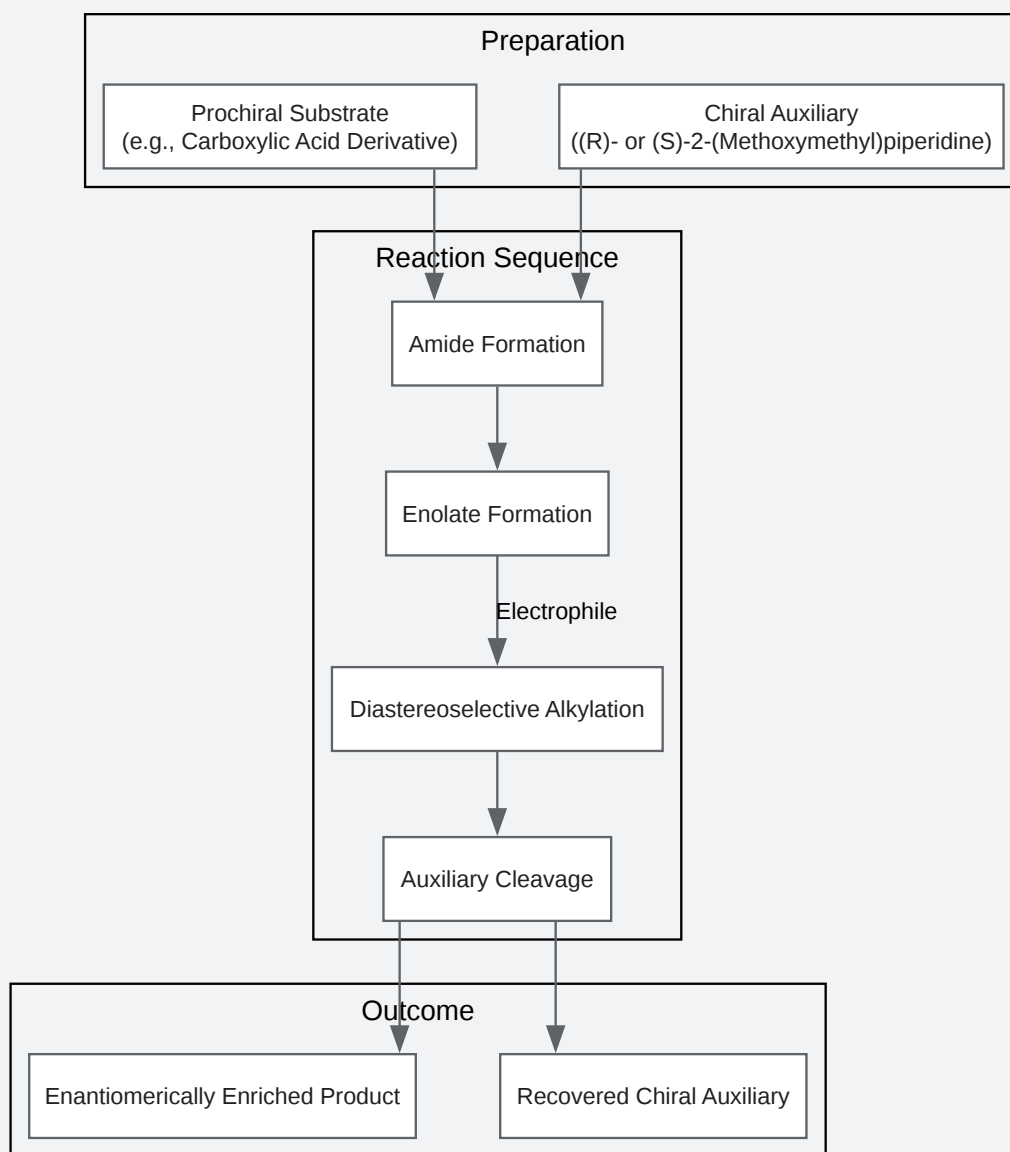 Preparation
Prochiral Substrate
(e.g., Carboxylic Acid Derivative)
Chiral Auxiliary
((R)- or (S)-2-(Methoxymethyl)piperidine)
Reaction Sequence
Amide Formation
Enolate Formation
Electrophile
Diastereoselective Alkylation
Auxiliary Cleavage
Outcome
Enantiomerically Enriched Product
Recovered Chiral Auxiliary